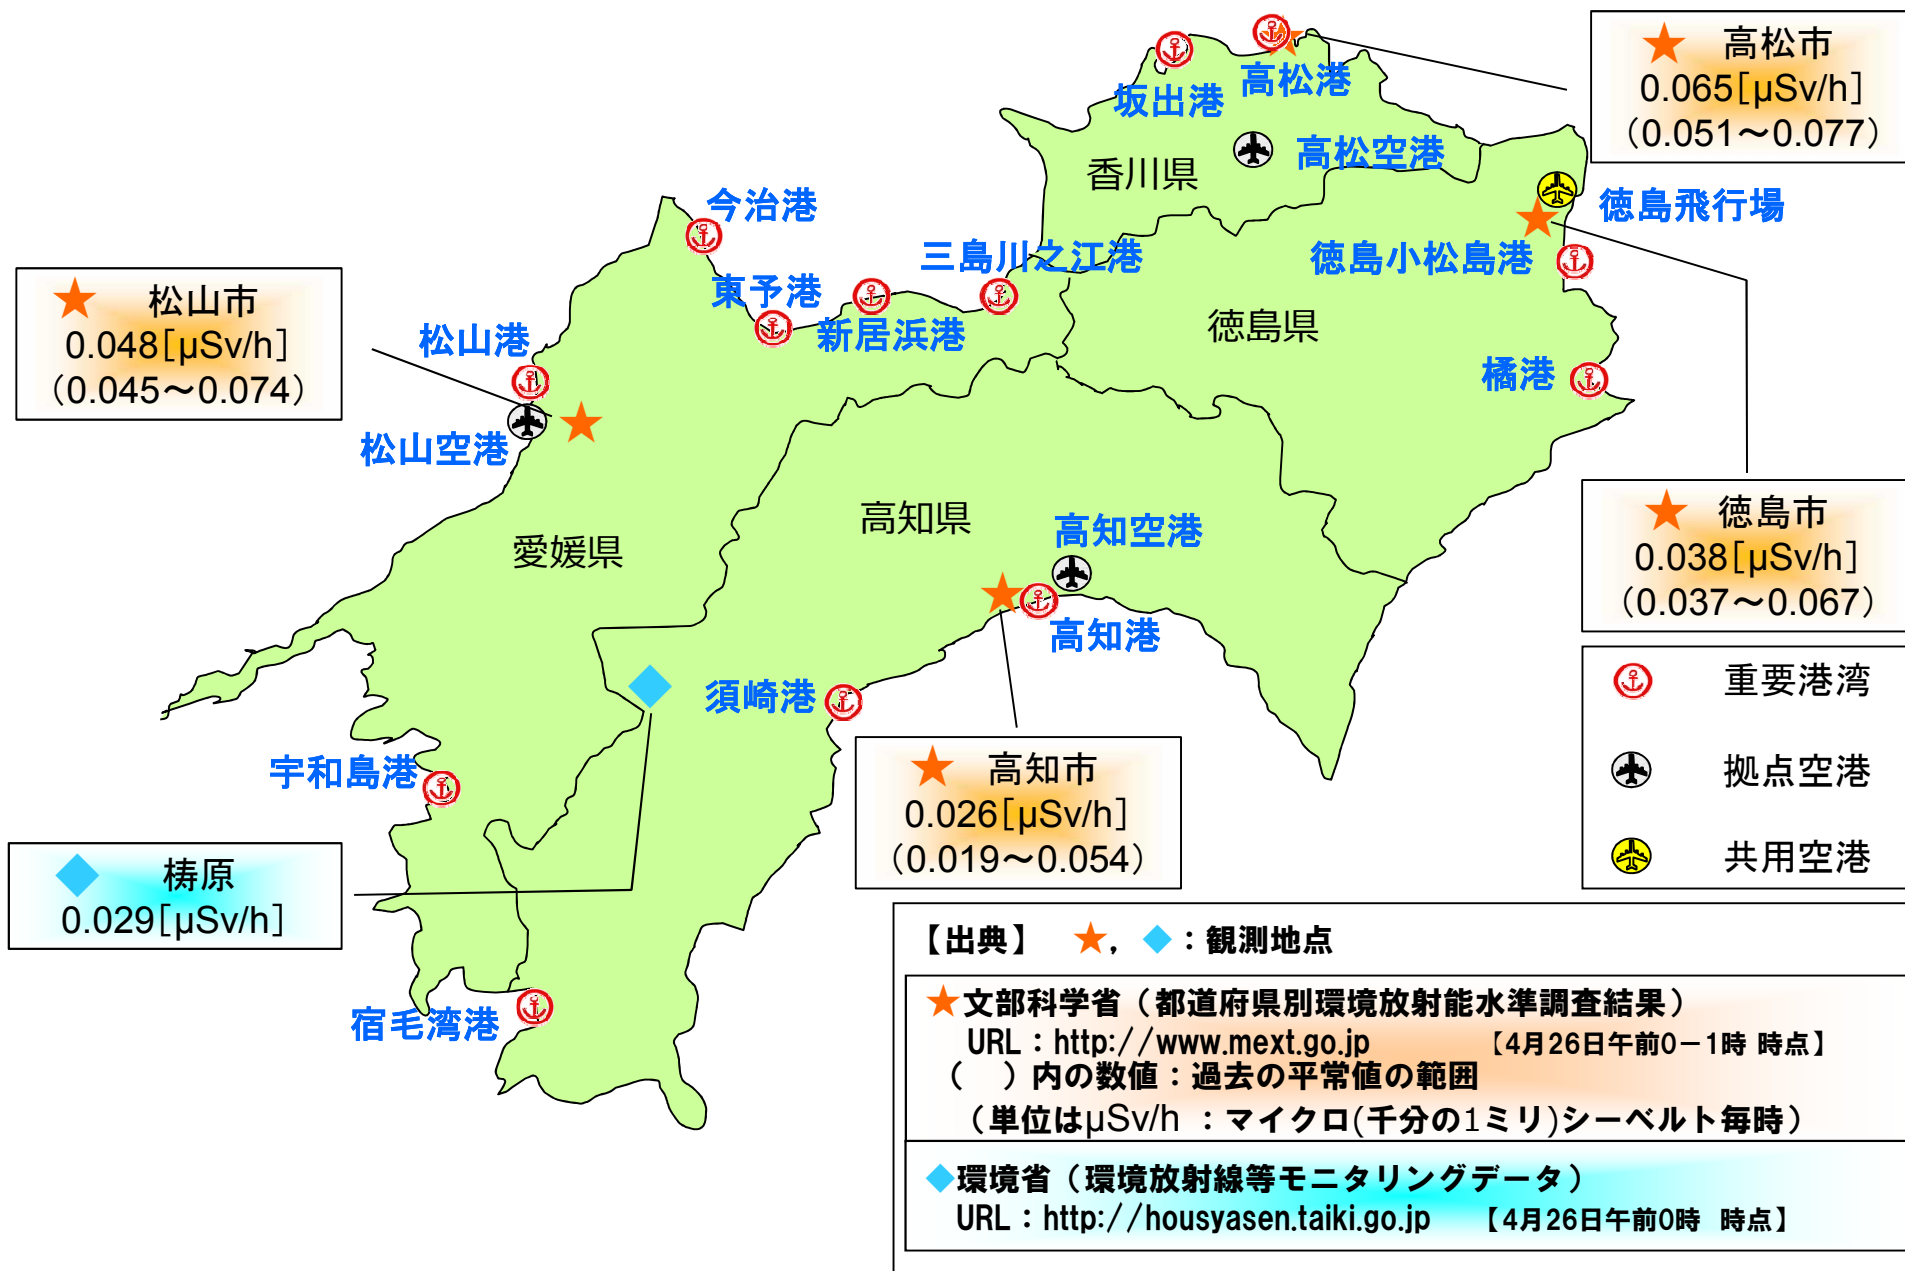 高松市
0.065[μSv/h]
（0.051～0.077）
高松港
坂出港
高松空港
香川県
徳島飛行場
今治港
三島川之江港
徳島小松島港
東予港
新居浜港
徳島県
松山市
0.048[μSv/h]
（0.045～0.074）
松山港
橘港
松山空港
徳島市
0.038[μSv/h]
（0.037～0.067）
高知県
高知空港
愛媛県
高知港
須崎港
重要港湾
宇和島港
高知市
0.026[μSv/h]
（0.019～0.054）
拠点空港
共用空港
梼原
0.029[μSv/h]
宿毛湾港
【出典】 ★，◆：観測地点
★文部科学省（都道府県別環境放射能水準調査結果）
URL：http://www.mext.go.jp 【4月26日午前0－1時 時点】
（ ）内の数値：過去の平常値の範囲
（単位はμSv/h ：マイクロ(千分の1ミリ)シーベルト毎時）
◆環境省（環境放射線等モニタリングデータ）
URL：http://housyasen.taiki.go.jp 【4月26日午前0時 時点】